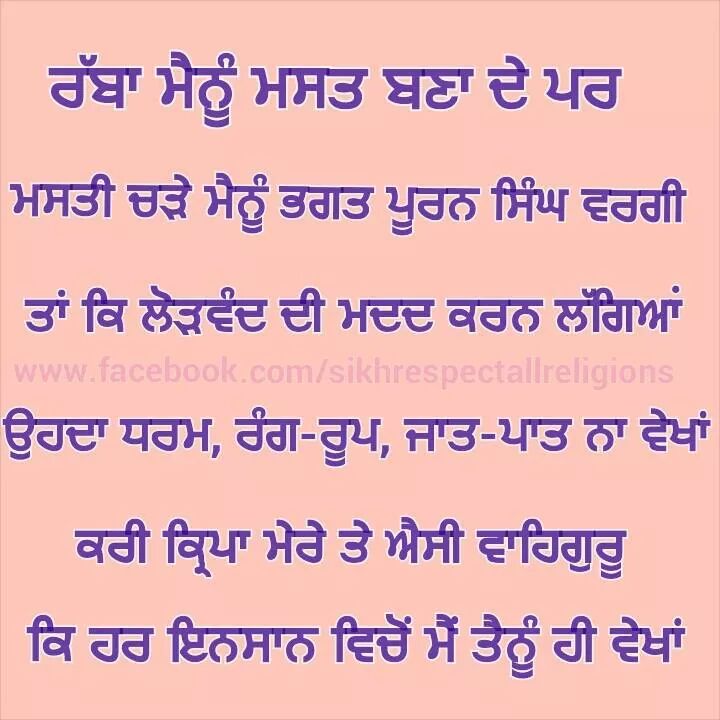 ਰੱਬਾ ਮੈਨੂੰ ਮਸਤ ਬਣਾ ਦੇ ਪਰ
ਮਸਤੀ ਚੜੇ ਮੈਨੂੰ ਭਗਤ ਪੂਰਨ ਸਿੰਘ ਵਰਗੀ
ਤਾਂ ਕਿ ਲੋੜਵੰਦ ਦੀ ਮਦਦ ਕਰਨ ਲੱਗਿਆਂ
www.facebook.com/sikhrespectallreligions
ਉਹਦਾ ਧਰਮ, ਰੰਗ-ਰੂਪ, ਜਾਤ-ਪਾਤ ਨਾ ਵੇਖਾਂ
ਕਰੀ ਕ੍ਰਿਪਾ ਮੇਰੇ ਤੇ ਐਸੀ ਵਾਹਿਗੁਰੂ
ਕਿ ਹਰ ਇਨਸਾਨ ਵਿਚੋਂ ਮੈਂ ਤੈਨੂੰ ਹੀ ਵੇਖਾਂ